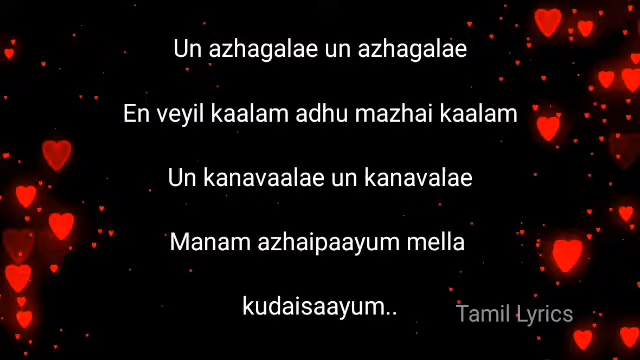 Un azhagalae un azhagalae
En veyil kaalam adhu mazhai kaalam
Un kanavaalae un kanavalae
Manam azhaipaayum mella
kudaisaayum..
Tamil Lyrics